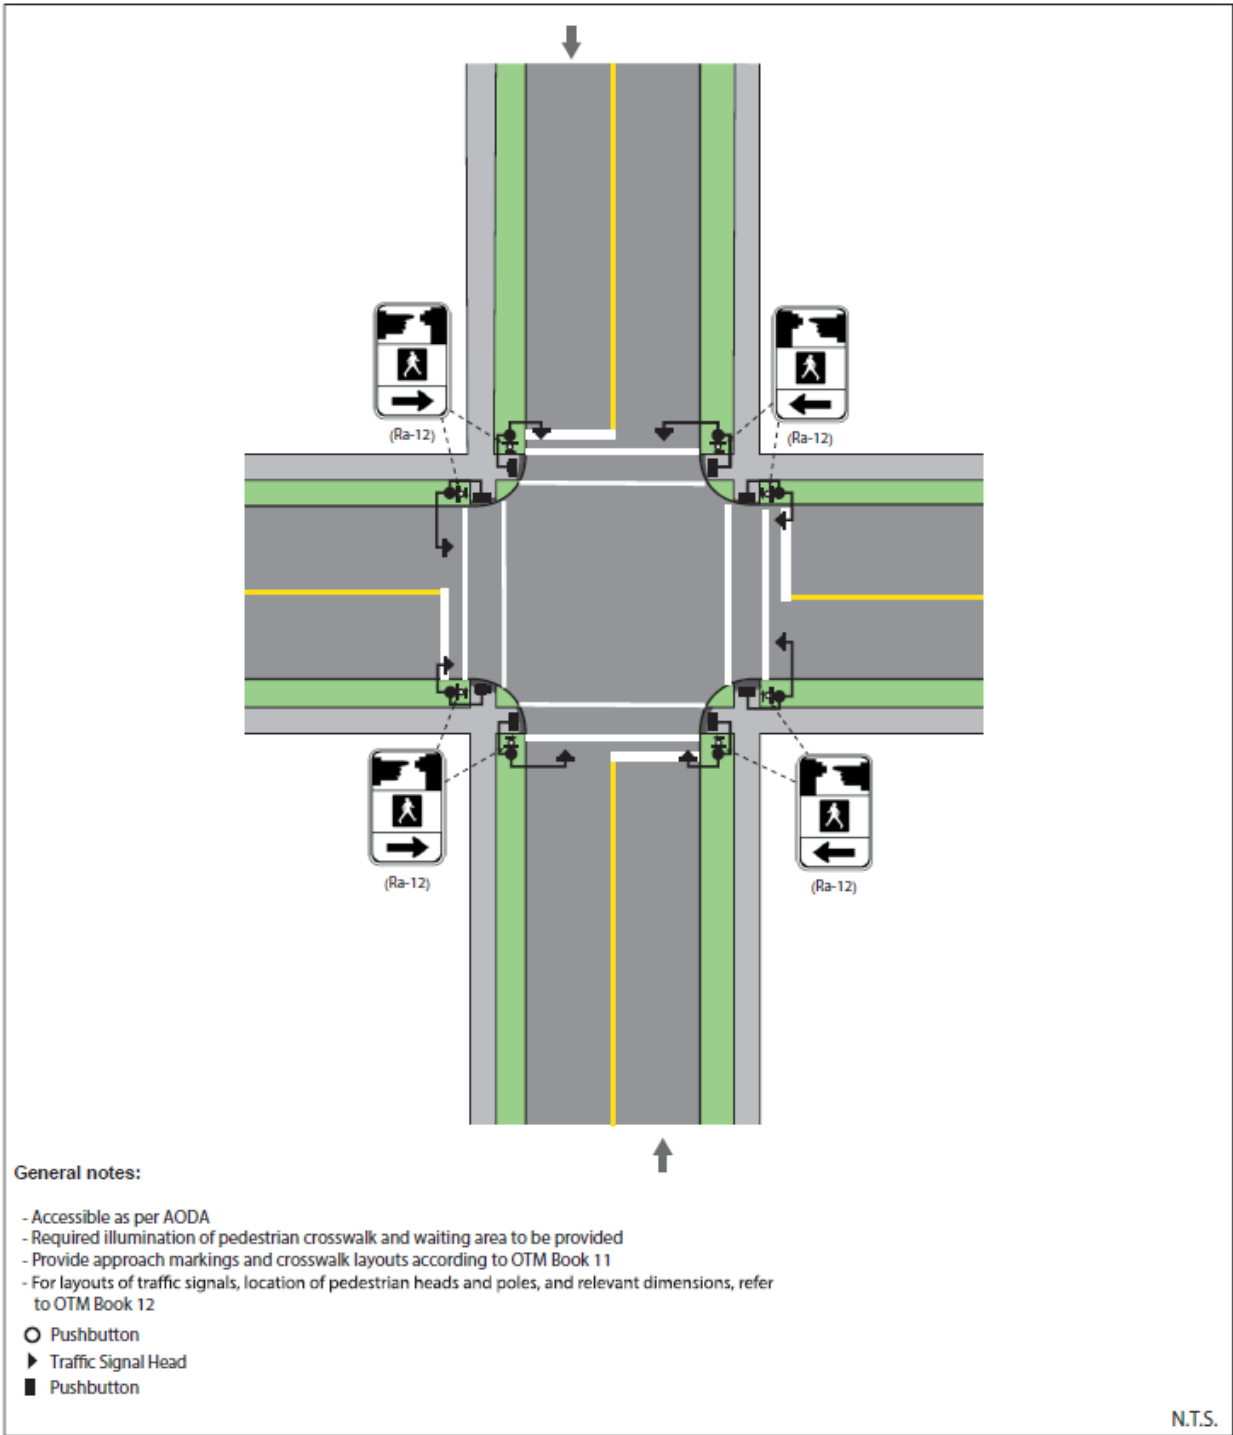 (Ra-12)
(Ra-12)
(Ra-12)
(Ra-12)
General notes:
- Accessible as per AODA
- Required illumination of pedestrian crosswalk and waiting area to be provided
- Provide approach markings and crosswalk layouts according to OTM Book 11
- For layouts of traffic signals, location of pedestrian heads and poles, and relevant dimensions, refer
to OTM Book 12
Pushbutton
Traffic Signal Head
Pushbutton
N.T.S.